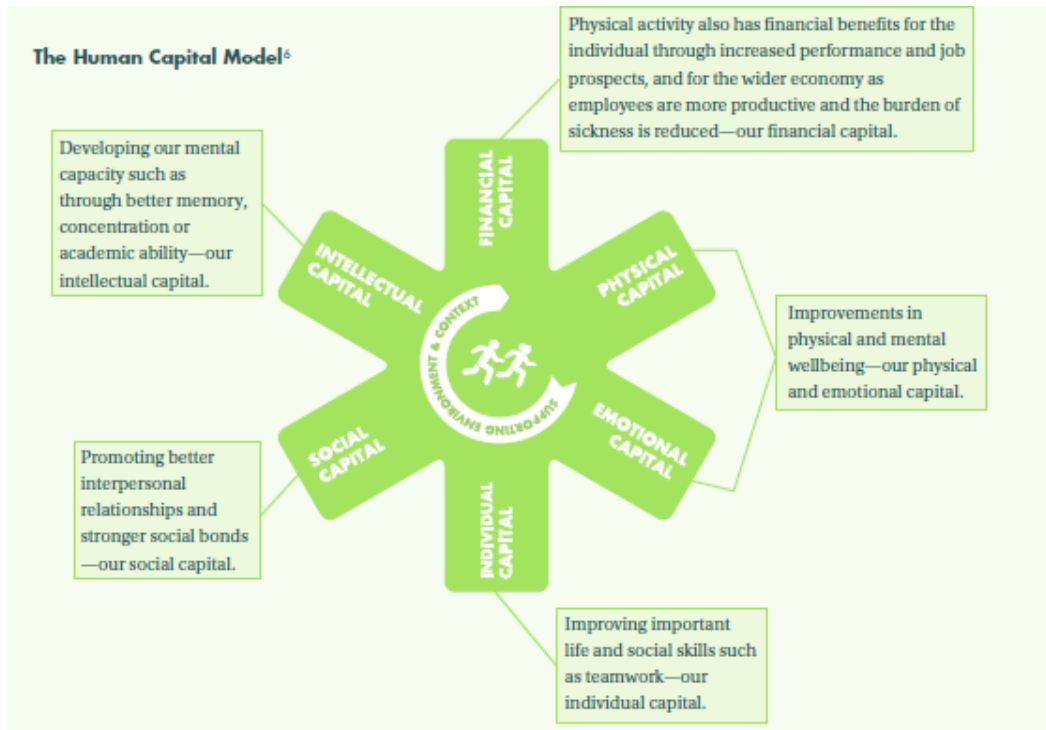 The Human Capital Model⁶
Physical activity also has financial benefits for the
individual through increased performance and job
prospects, and for the wider economy as
employees are more productive and the burden of
sickness is reduced—our financial capital.
Developing our mental
capacity such as
through better memory,
concentration or
academic ability—our
intellectual capital.
FINANCIAL
CAPITAL
INTELLECTUAL
CAPITAL
PHYSICAL
CAPITAL
Improvements in
physical and mental
wellbeing—our physical
and emotional capital.
SUPPORTING ENVIRONMENT & CONTEXT
EMOTIONAL
CAPITAL
SOCIAL
CAPITAL
Promoting better
interpersonal
relationships and
stronger social bonds
—our social capital.
INDIVIDUAL
CAPITAL
Improving important
life and social skills such
as teamwork—our
individual capital.